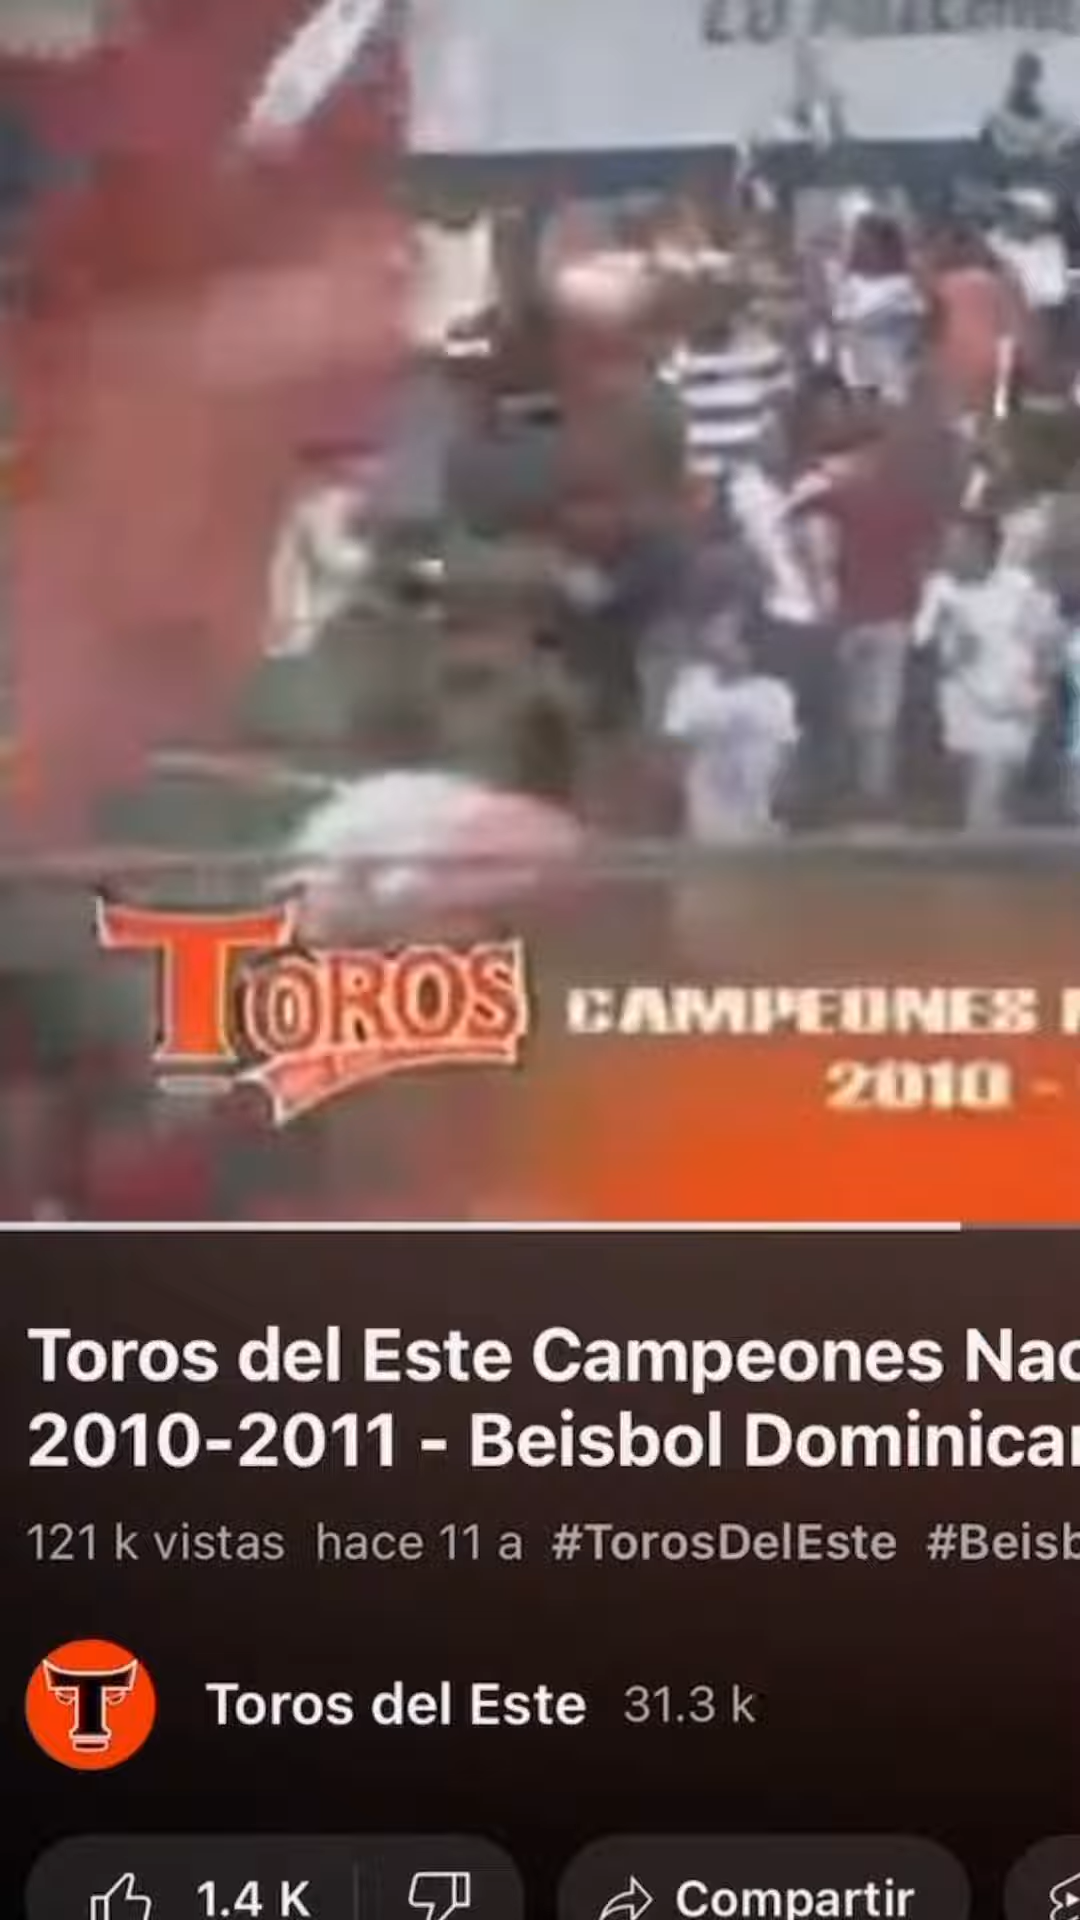 TOROS
CAMPEONES
2010 -
Toros del Este Campeones Nac
2010-2011 - Beisbol Dominican
121 k vistas hace 11 a #TorosDelEste #Beisb
Toros del Este 31.3 k
1.4 K Compartir